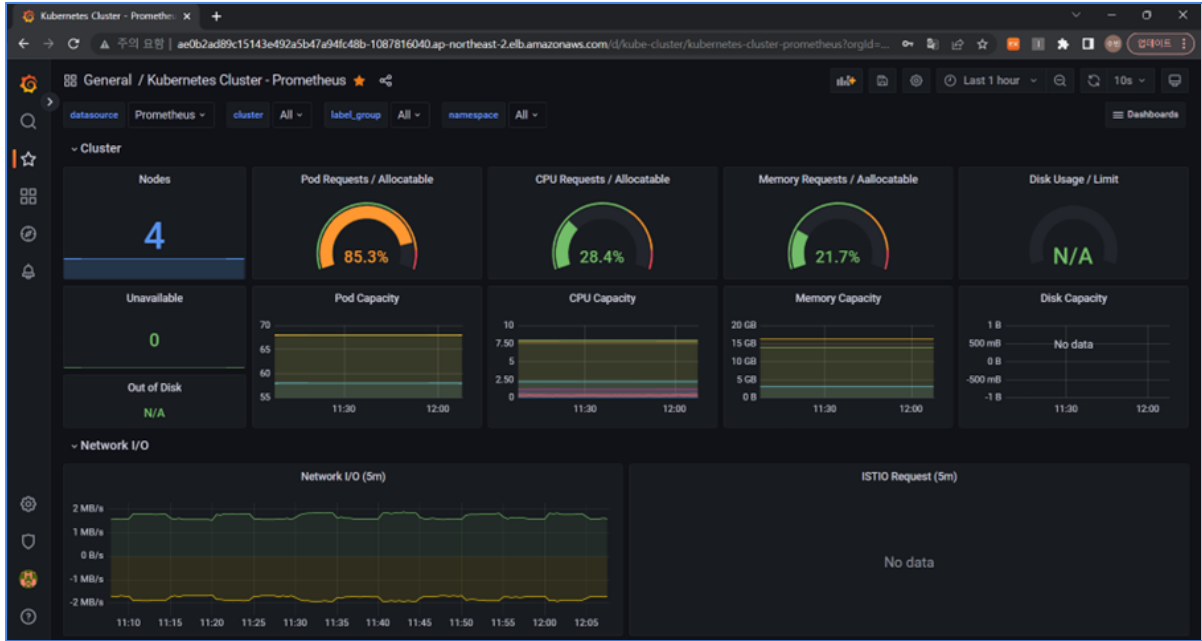 Kubernetes Cluster - Promethe
주의 요함 | ae0b2ad89c15143e492a5b47a94fc48b-1087816040.ap-northeast-2.elb.amazonaws.com/d/kube-cluster/kubernetes-cluster-prometheus?orgId=...
업데이트
General / Kubernetes Cluster - Prometheus
Last 1 hour
10s
datasource Prometheus cluster All label_group All namespace All
Dashboards
Cluster
Nodes
4
Pod Requests / Allocatable
85.3%
CPU Requests / Allocatable
28.4%
Memory Requests / Aallocatable
21.7%
Disk Usage / Limit
N/A
Unavailable
0
Out of Disk
N/A
Pod Capacity
70
65
60
55
11:30 12:00
CPU Capacity
10
7.50
5
2.50
0
11:30 12:00
Memory Capacity
20 GB
15 GB
10 GB
5 GB
0 B
11:30 12:00
Disk Capacity
1 B
500 mB
0 B
-500 mB
-1 B
No data
11:30 12:00
Network I/O
Network I/O (5m)
2 MB/s
1 MB/s
0 B/s
-1 MB/s
-2 MB/s
11:10 11:15 11:20 11:25 11:30 11:35 11:40 11:45 11:50 11:55 12:00 12:05
ISTIO Request (5m)
No data